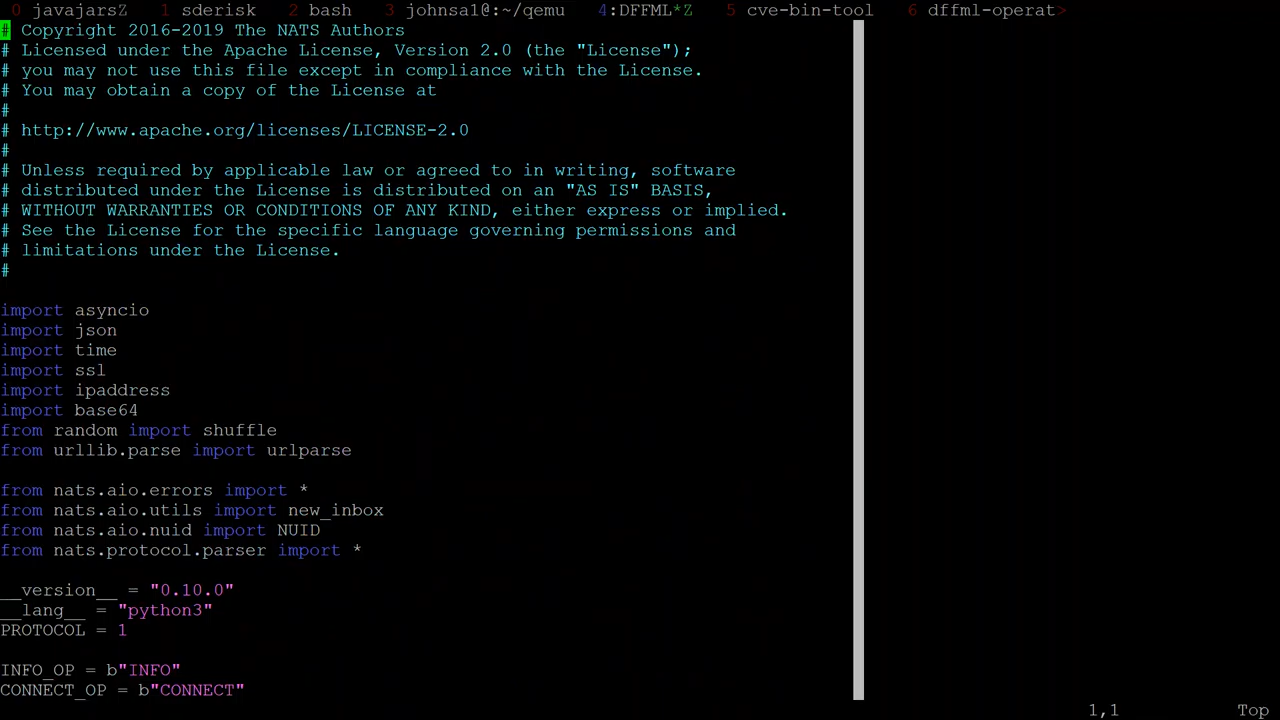 0 javajarsZ  1 sderisk  2 bash  3 johnsa1@:~/qemu  4:DFFML*Z  5 cve-bin-tool  6 dffml-operat>
# Copyright 2016-2019 The NATS Authors
# Licensed under the Apache License, Version 2.0 (the "License");
# you may not use this file except in compliance with the License.
# You may obtain a copy of the License at
#
# http://www.apache.org/licenses/LICENSE-2.0
#
# Unless required by applicable law or agreed to in writing, software
# distributed under the License is distributed on an "AS IS" BASIS,
# WITHOUT WARRANTIES OR CONDITIONS OF ANY KIND, either express or implied.
# See the License for the specific language governing permissions and
# limitations under the License.
#
import asyncio
import json
import time
import ssl
import ipaddress
import base64
from random import shuffle
from urllib.parse import urlparse
from nats.aio.errors import *
from nats.aio.utils import new_inbox
from nats.aio.nuid import NUID
from nats.protocol.parser import *
__version__ = "0.10.0"
__lang__ = "python3"
PROTOCOL = 1
INFO_OP = b"INFO"
CONNECT_OP = b"CONNECT"
1,1  Top